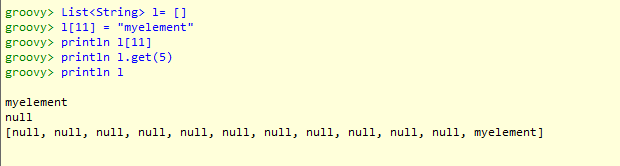 groovy> List<String> l= []
groovy> l[11] = "myelement"
groovy> println l[11]
groovy> println l.get(5)
groovy> println l
myelement
null
[null, null, null, null, null, null, null, null, null, null, null, myelement]